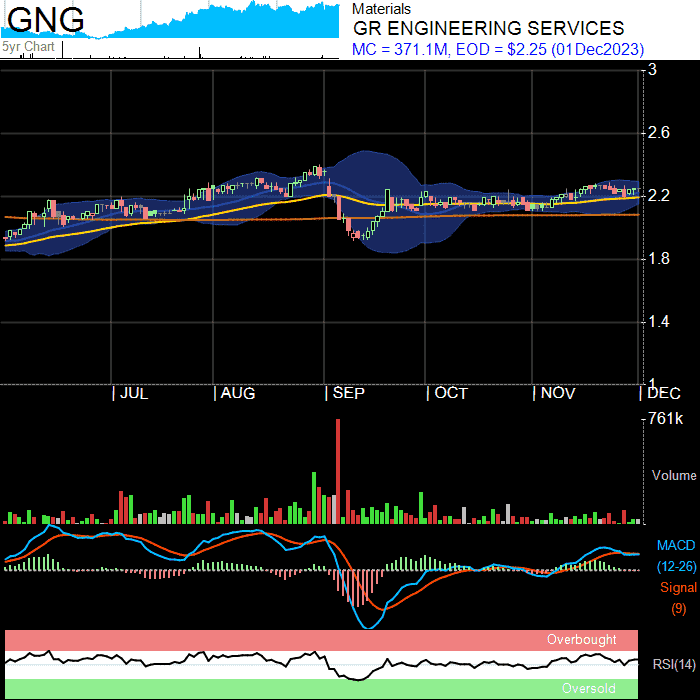 GNG
5yr Chart
Materials
GR ENGINEERING SERVICES
MC = 371.1M, EOD = $2.25 (01Dec2023)
3
2.6
2.2
1.8
1.4
1
JUL AUG SEP OCT NOV DEC
761k
Volume
MACD
(12-26)
Signal
(9)
Overbought
RSI(14)
Oversold